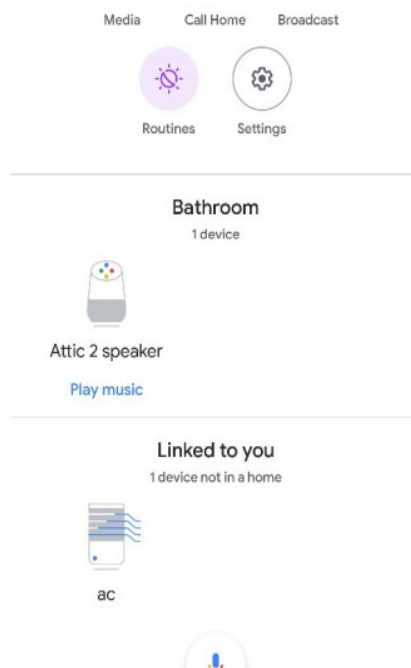 Media Call Home Broadcast
Routines Settings
Bathroom
1 device
Attic 2 speaker
Play music
Linked to you
1 device not in a home
ac